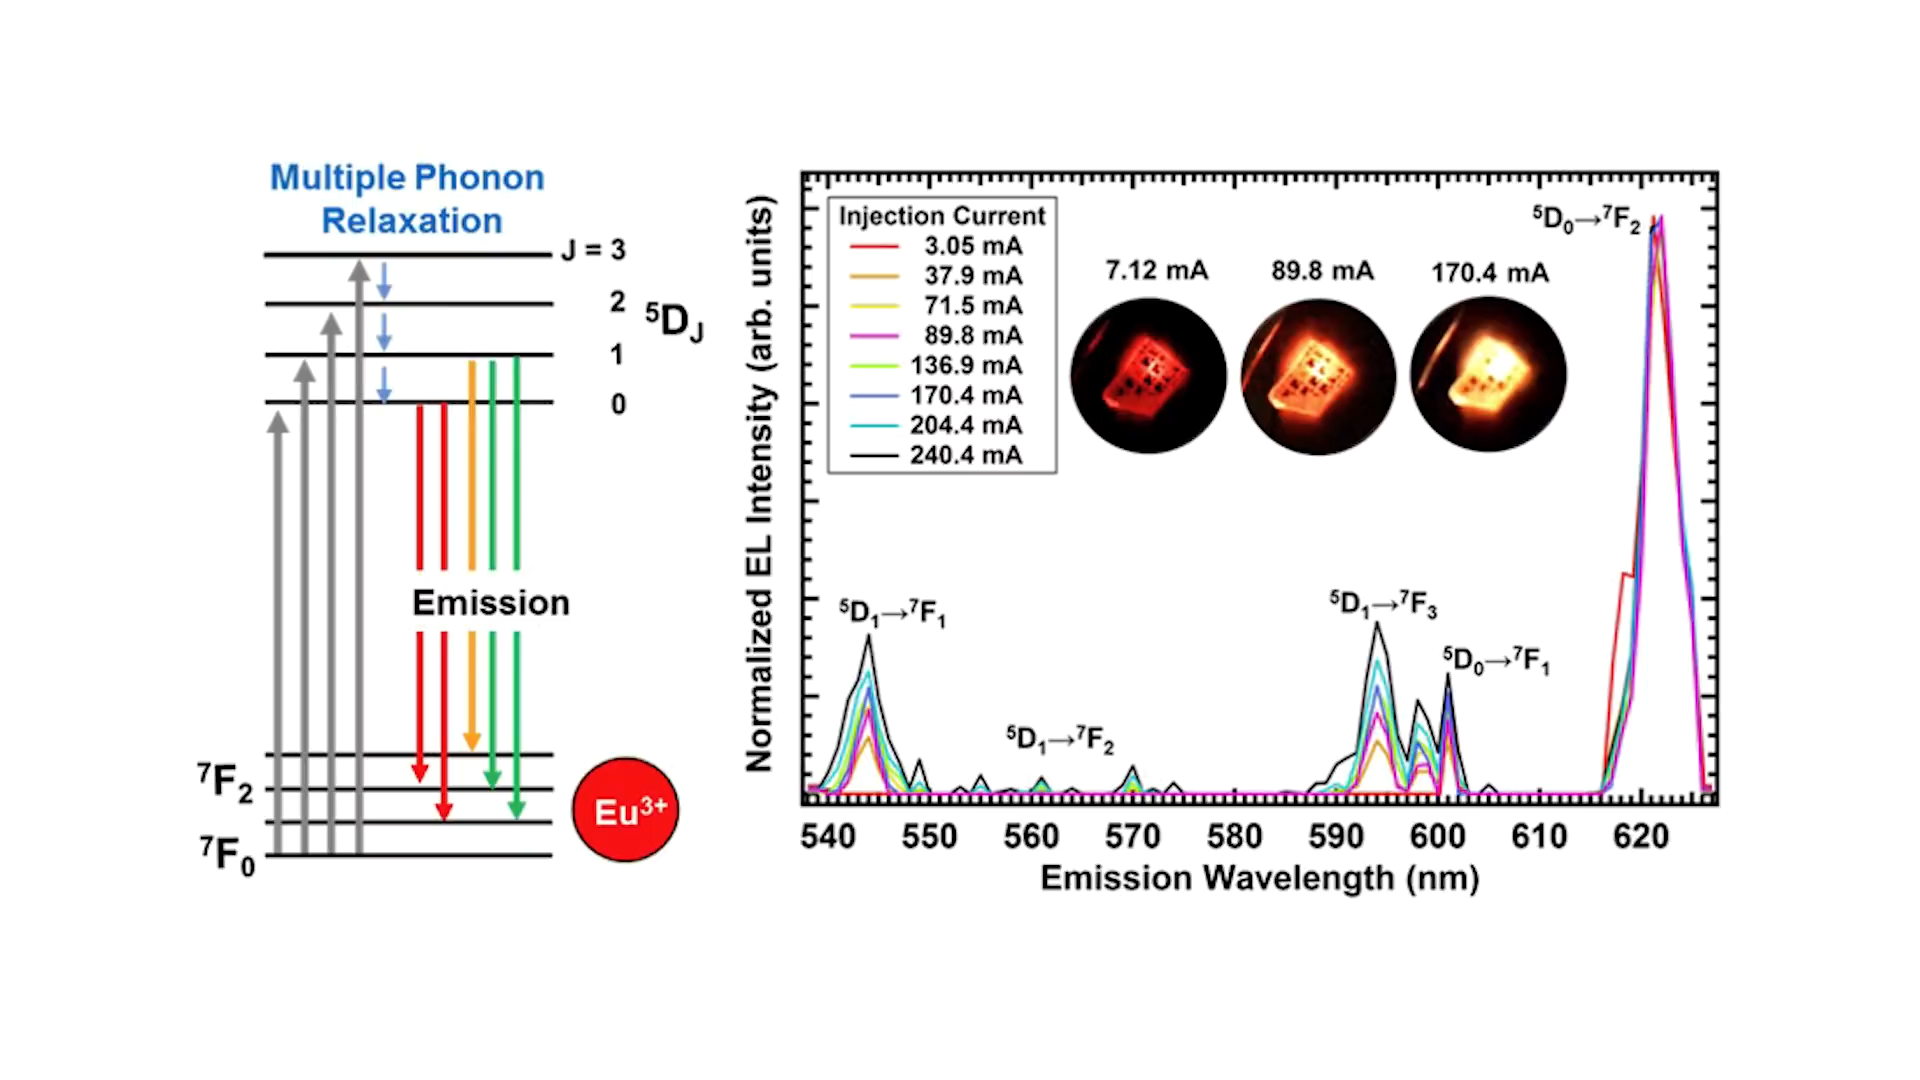 Multiple Phonon
Relaxation
J = 3
2
⁵D_J
1
0
Emission
⁷F₂
⁷F₀
Eu³⁺
Normalized EL Intensity (arb. units)
Injection Current
3.05 mA
37.9 mA
71.5 mA
89.8 mA
136.9 mA
170.4 mA
204.4 mA
240.4 mA
7.12 mA 89.8 mA 170.4 mA
⁵D₀→⁷F₂
⁵D₁→⁷F₁
⁵D₁→⁷F₂
⁵D₁→⁷F₃
⁵D₀→⁷F₁
540 550 560 570 580 590 600 610 620
Emission Wavelength (nm)